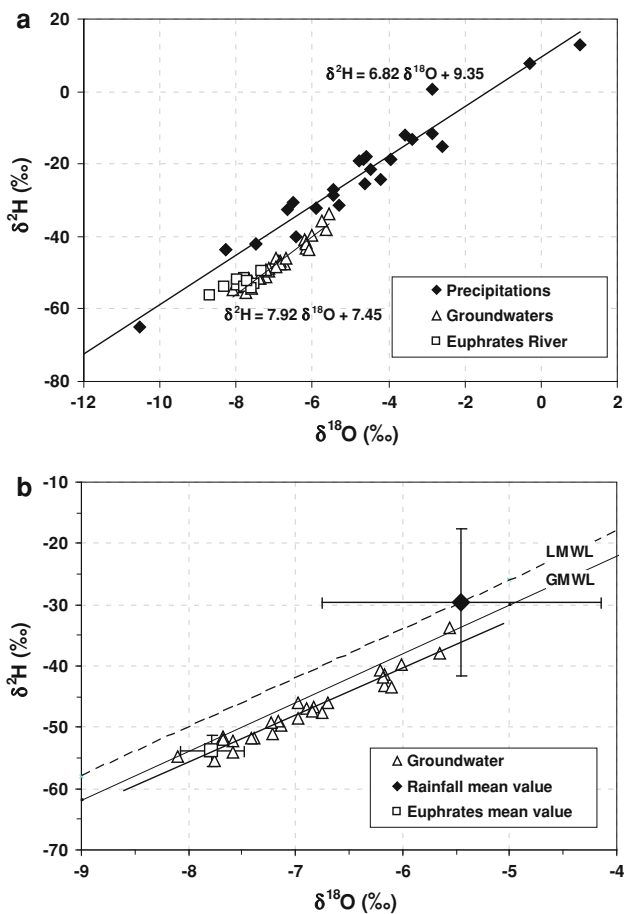 a
20
0
-20
-40
-60
-80
δ²H (‰)
δ²H = 6.82 δ¹⁸O + 9.35
δ²H = 7.92 δ¹⁸O + 7.45
Precipitations
Groundwaters
Euphrates River
-12 -10 -8 -6 -4 -2 0 2
δ¹⁸O (‰)
b
-10
-20
-30
-40
-50
-60
-70
δ²H (‰)
LMWL
GMWL
Groundwater
Rainfall mean value
Euphrates mean value
-9 -8 -7 -6 -5 -4
δ¹⁸O (‰)